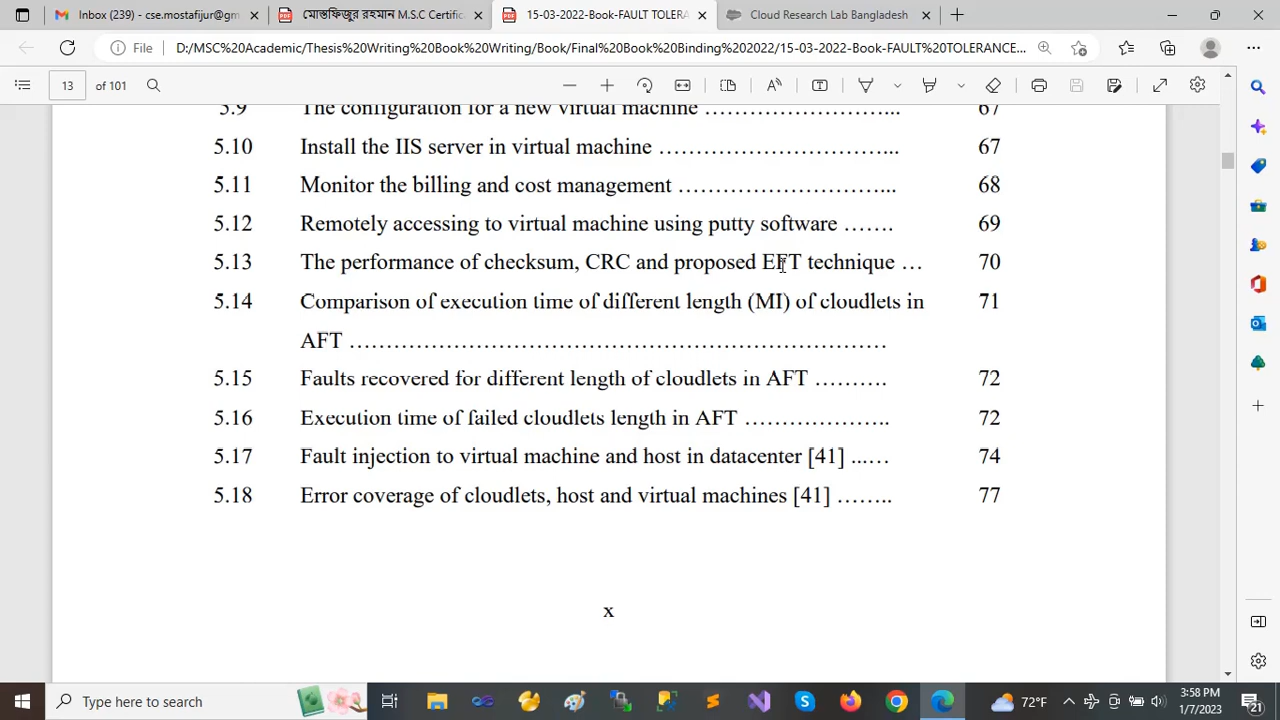 Inbox (239) - cse.mostafijur@gm
মোস্তফিজুর রহমান M.S.C Certific
15-03-2022-Book-FAULT TOLERA
Cloud Research Lab Bangladesh
File
D:/MSC%20Academic/Thesis%20Writing%20Book%20Writing/Book/Final%20Book%20Binding%202022/15-03-2022-Book-FAULT%20TOLERANCE...
13 of 101
5.9 The configuration for a new virtual machine ……………………... 67
5.10 Install the IIS server in virtual machine …………………………... 67
5.11 Monitor the billing and cost management ………………………... 68
5.12 Remotely accessing to virtual machine using putty software ……. 69
5.13 The performance of checksum, CRC and proposed EFT technique … 70
5.14 Comparison of execution time of different length (MI) of cloudlets in 71
AFT ………………………………………………………………
5.15 Faults recovered for different length of cloudlets in AFT ………. 72
5.16 Execution time of failed cloudlets length in AFT ……………….. 72
5.17 Fault injection to virtual machine and host in datacenter [41] ...… 74
5.18 Error coverage of cloudlets, host and virtual machines [41] …….. 77
x
Type here to search
72°F
3:58 PM
1/7/2023
21